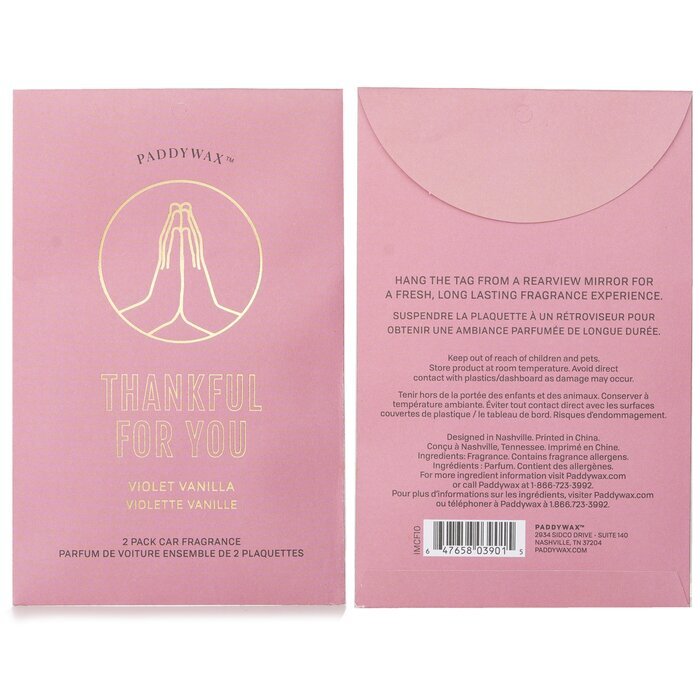 PADDYWAX™
THANKFUL
FOR YOU
VIOLET VANILLA
VIOLETTE VANILLE
2 PACK CAR FRAGRANCE
PARFUM DE VOITURE ENSEMBLE DE 2 PLAQUETTES
HANG THE TAG FROM A REARVIEW MIRROR FOR
A FRESH, LONG LASTING FRAGRANCE EXPERIENCE.
SUSPENDRE LA PLAQUETTE À UN RÉTROVISEUR POUR
OBTENIR UNE AMBIANCE PARFUMÉE DE LONGUE DURÉE.
Keep out of reach of children and pets.
Store product at room temperature. Avoid direct
contact with plastics/dashboard as damage may occur.
Tenir hors de la portée des enfants et des animaux. Conserver à
température ambiante. Éviter tout contact direct avec les surfaces
couvertes de plastique / le tableau de bord. Risques d'endommagement.
Designed in Nashville. Printed in China.
Conçu à Nashville, Tennessee. imprimé en Chine.
Ingredients: Fragrance. Contains fragrance allergens.
Ingrédients : Parfum. Contient des allergènes.
For more ingredient information visit Paddywax.com
or call Paddywax at 1-866-723-3992.
Pour plus d'informations sur les ingrédients, visiter Paddywax.com
ou téléphoner à Paddywax at 1.866.723.3992.
IMCF10
6 47658 03901 5
PADDYWAX™
2934 SIDCO DRIVE - SUITE 140
NASHVILLE, TN 37204
PADDYWAX.COM